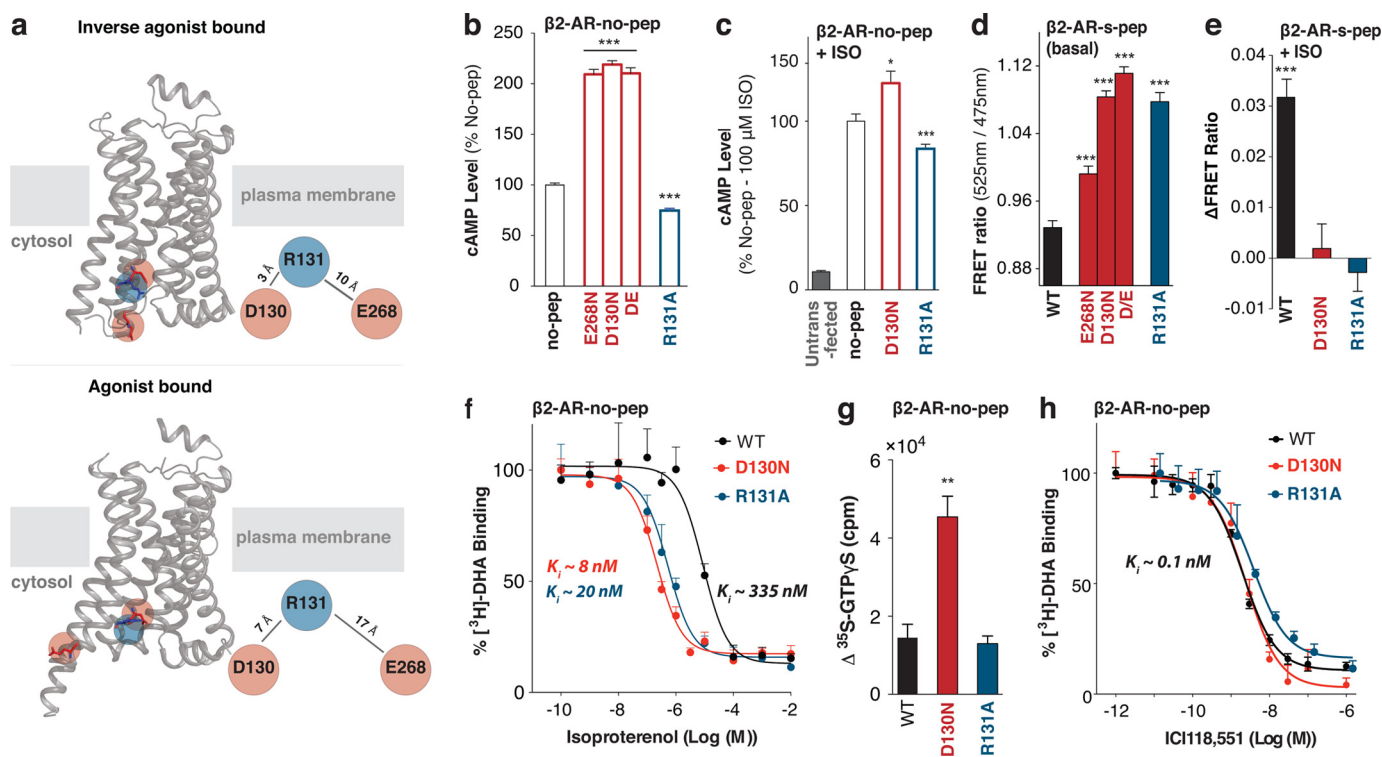 a
Inverse agonist bound
plasma membrane
cytosol
R131
3 Å
10 Å
D130
E268
Agonist bound
plasma membrane
cytosol
R131
7 Å
17 Å
D130
E268
b
β2-AR-no-pep
cAMP Level (% No-pep)
250
200
150
100
50
0
***
***
no-pep
E268N
D130N
DE
R131A
c
β2-AR-no-pep
+ ISO
cAMP Level
(% No-pep - 100 µM ISO)
150
100
50
0
*
***
Untrans
-fected
no-pep
D130N
R131A
d
β2-AR-s-pep
(basal)
FRET ratio (525nm / 475nm)
1.12
1.04
0.96
0.88
***
***
***
***
WT
E268N
D130N
D/E
R131A
e
β2-AR-s-pep
+ ISO
ΔFRET Ratio
0.04
0.03
0.02
0.01
0.00
-0.01
***
WT
D130N
R131A
f
β2-AR-no-pep
% [³H]-DHA Binding
100
50
0
WT
D130N
R131A
Ki ~ 8 nM
Ki ~ 20 nM
Ki ~ 335 nM
-10
-8
-6
-4
-2
Isoproterenol (Log (M))
g
β2-AR-no-pep
×10⁴
Δ ³⁵S-GTPγS (cpm)
6
4
2
0
**
WT
D130N
R131A
h
β2-AR-no-pep
% [³H]-DHA Binding
100
50
0
WT
D130N
R131A
Ki ~ 0.1 nM
-12
-10
-8
-6
ICI118,551 (Log (M))